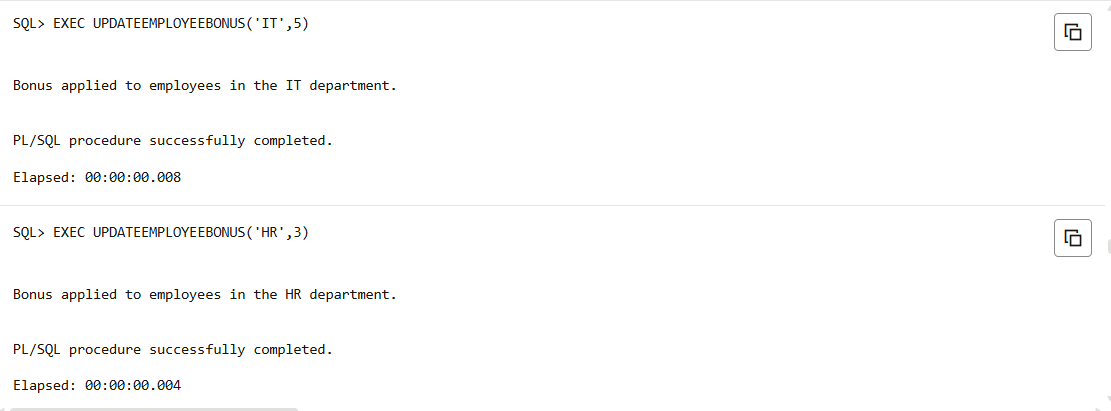 SQL> EXEC UPDATEEMPLOYEEBONUS('IT',5)
Bonus applied to employees in the IT department.
PL/SQL procedure successfully completed.
Elapsed: 00:00:00.008
SQL> EXEC UPDATEEMPLOYEEBONUS('HR',3)
Bonus applied to employees in the HR department.
PL/SQL procedure successfully completed.
Elapsed: 00:00:00.004